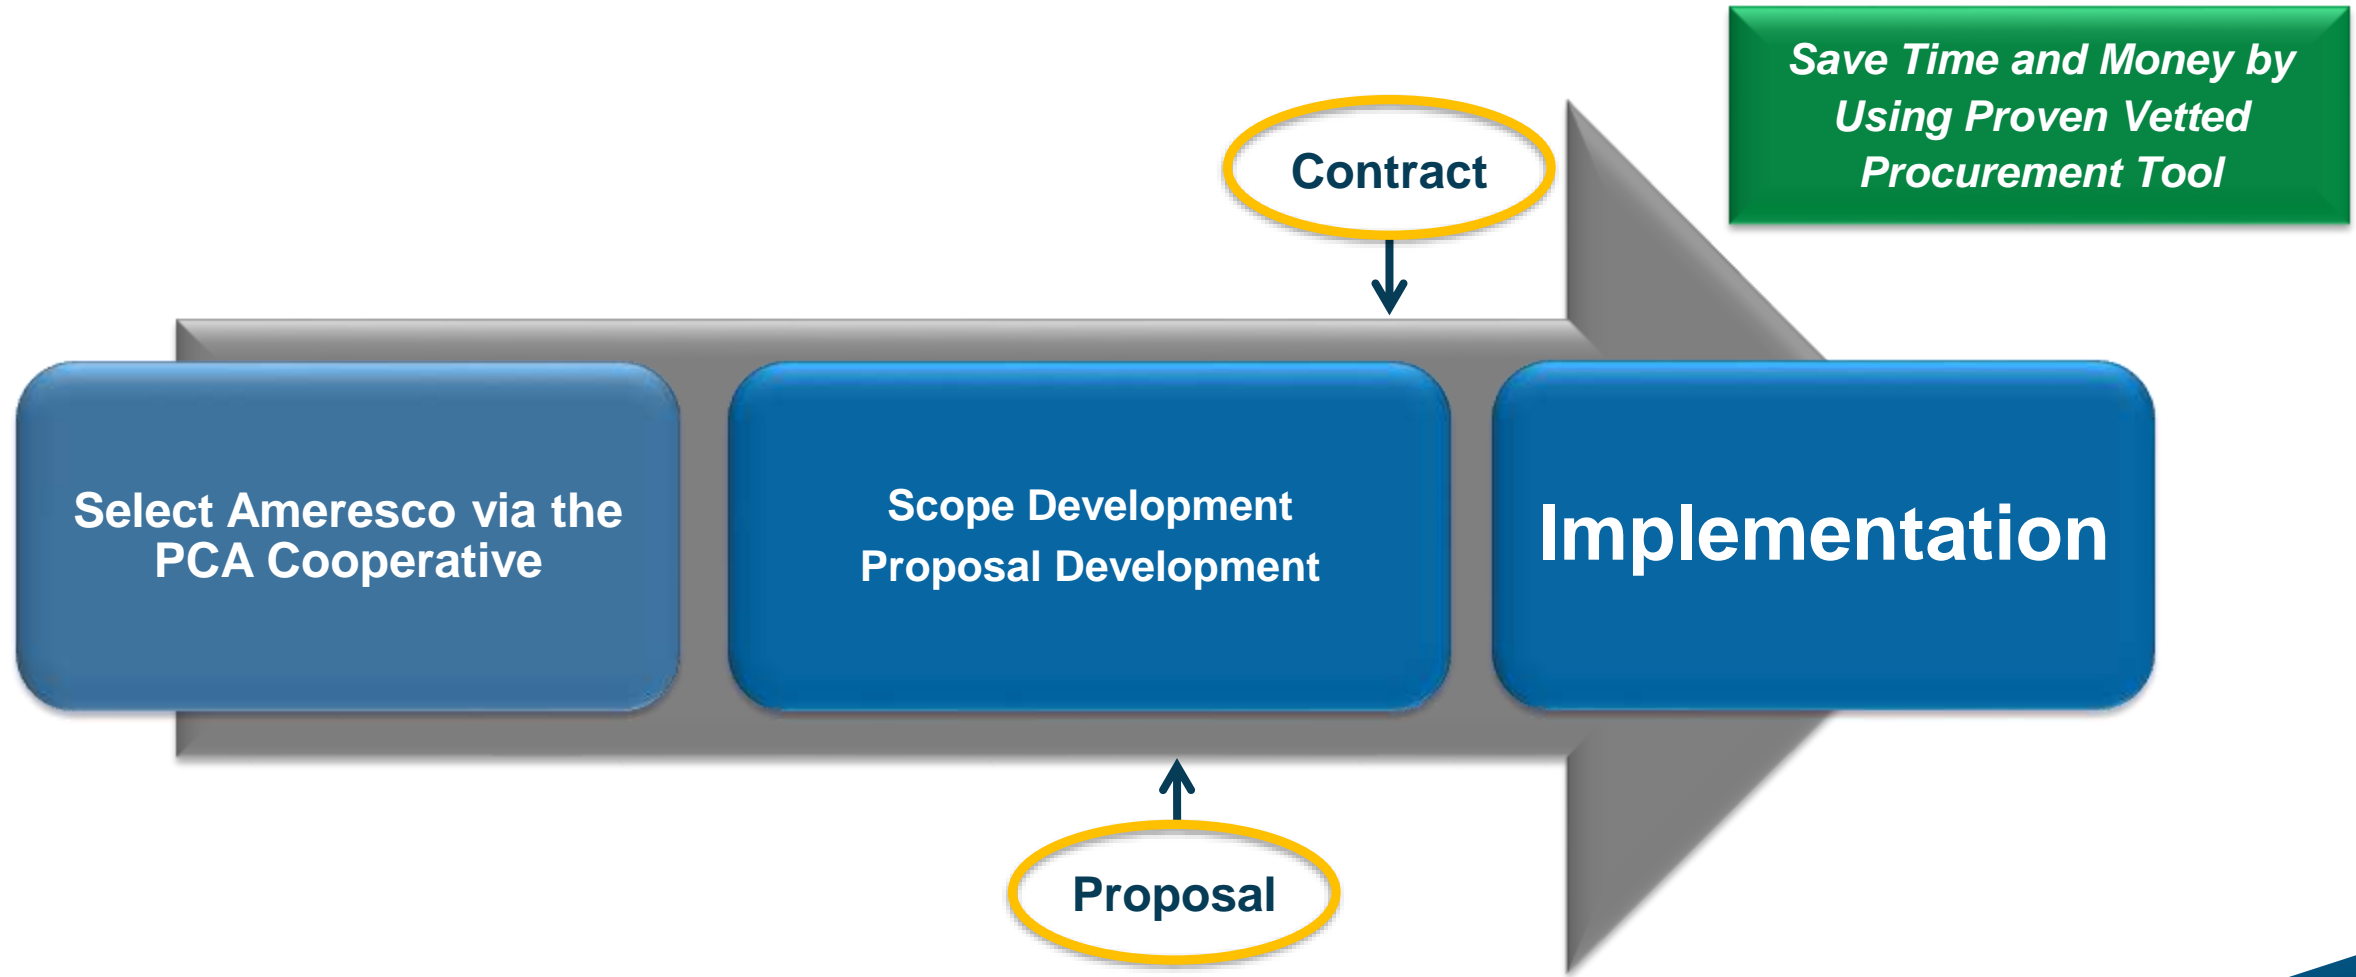 Save Time and Money by
Using Proven Vetted
Procurement Tool
Contract
Select Ameresco via the
PCA Cooperative
Scope Development
Proposal Development
Implementation
Proposal